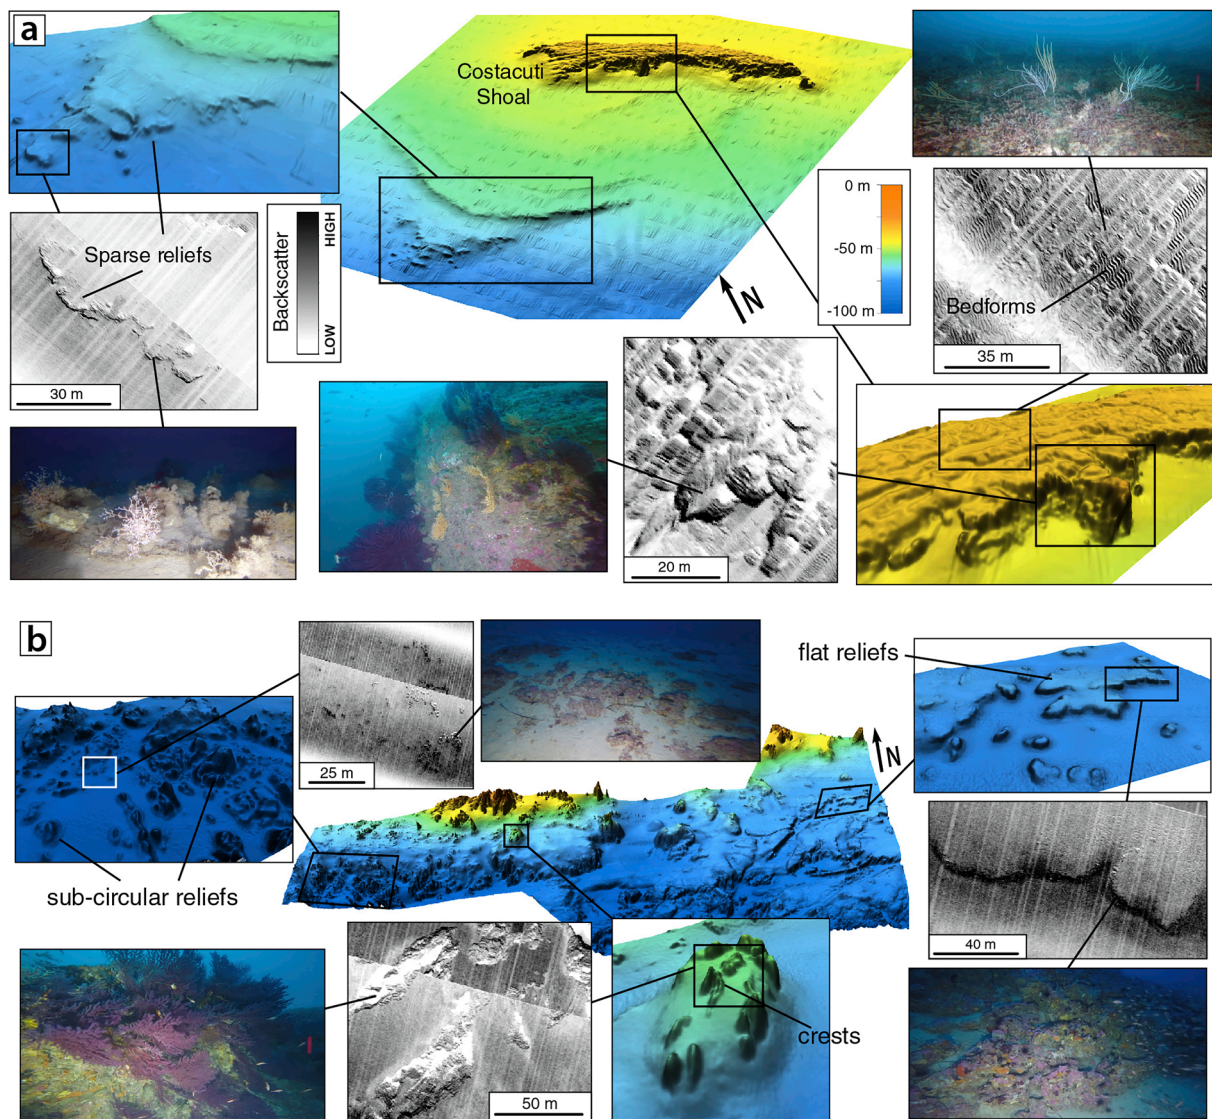 a
Costacuti
Shoal
Sparse reliefs
30 m
Backscatter
HIGH
LOW
N
0 m
-50 m
-100 m
Bedforms
35 m
20 m
b
25 m
flat reliefs
N
sub-circular reliefs
40 m
crests
50 m